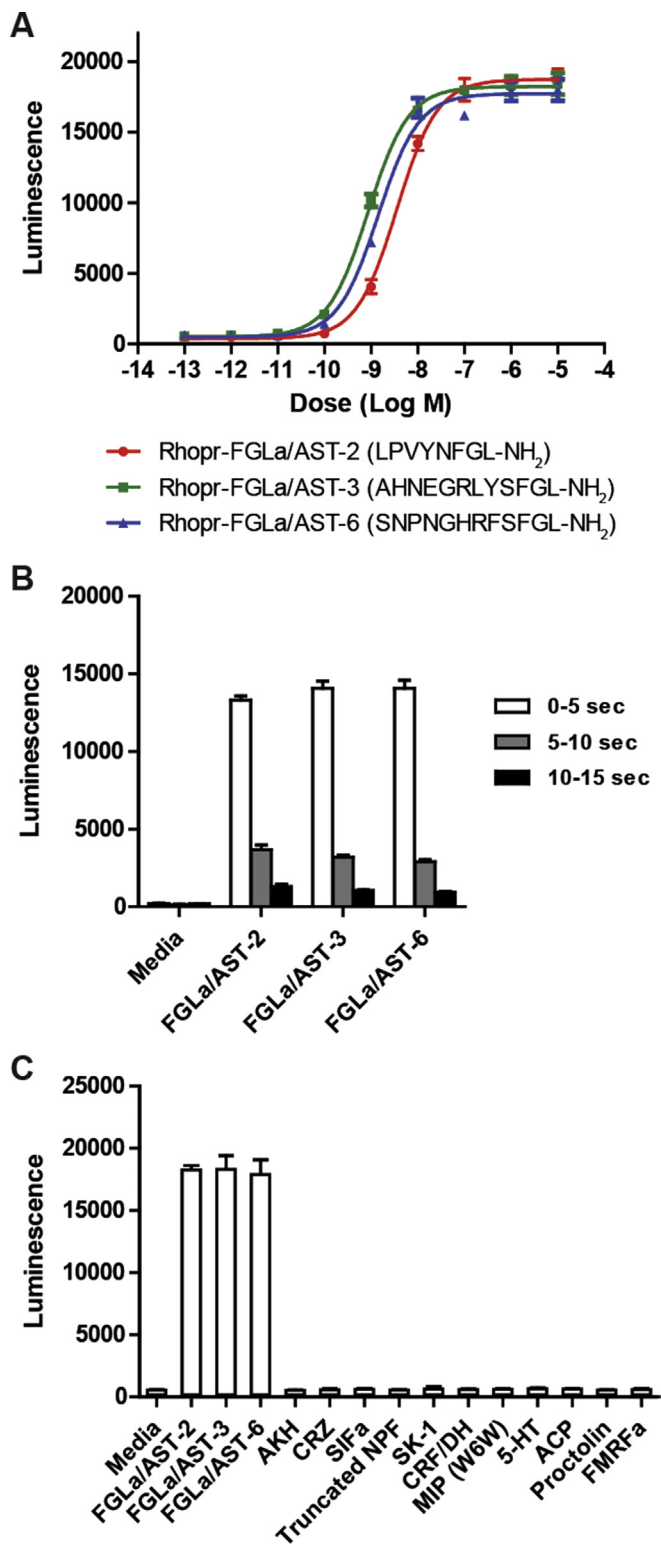 A
20000
15000
10000
5000
0
Luminescence
-14 -13 -12 -11 -10 -9 -8 -7 -6 -5 -4
Dose (Log M)
Rhopr-FGLa/AST-2 (LPVYNFGL-NH2)
Rhopr-FGLa/AST-3 (AHNEGRLYSFGL-NH2)
Rhopr-FGLa/AST-6 (SNPNGHRFSFGL-NH2)
B
20000
15000
10000
5000
0
Luminescence
0-5 sec
5-10 sec
10-15 sec
Media
FGLa/AST-2
FGLa/AST-3
FGLa/AST-6
C
25000
20000
15000
10000
5000
0
Luminescence
Media
FGLa/AST-2
FGLa/AST-3
FGLa/AST-6
AKH
CRZ
SIFa
Truncated NPF
SK-1
CRF/DH
MIP (W6W)
5-HT
ACP
Proctolin
FMRFa